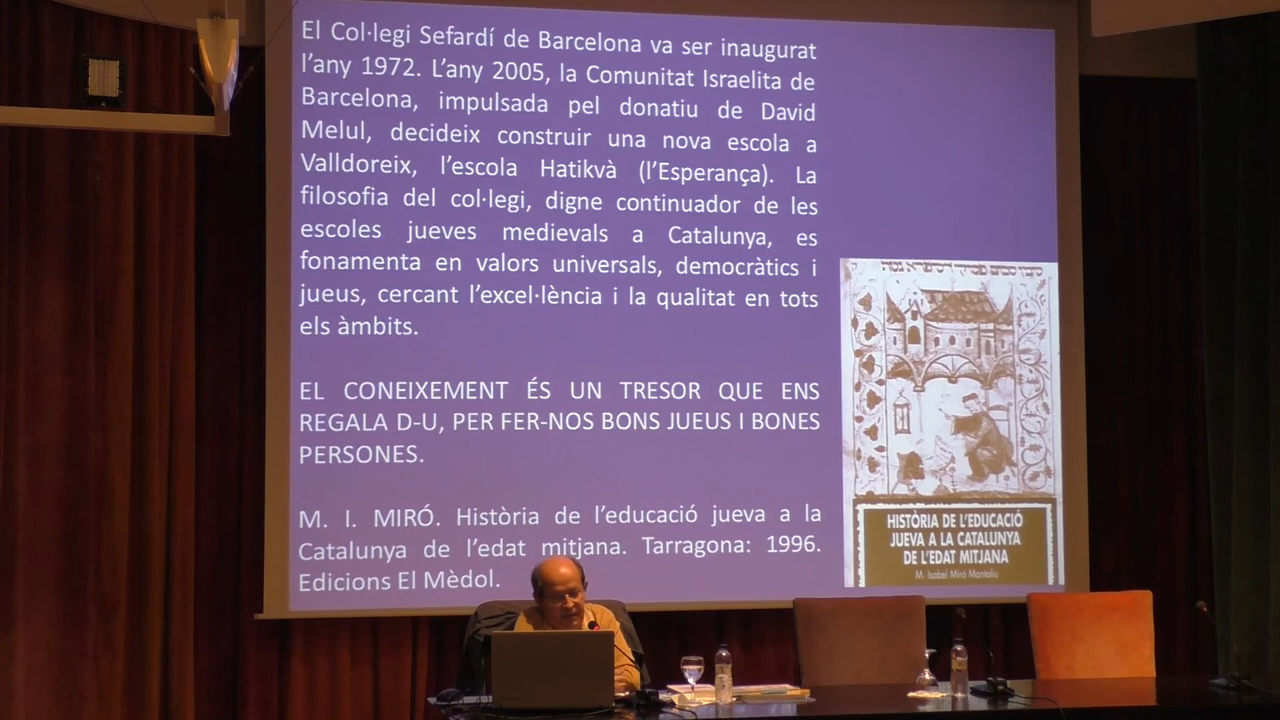 El Col·legi Sefardí de Barcelona va ser inaugurat
l'any 1972. L'any 2005, la Comunitat Israelita de
Barcelona, impulsada pel donatiu de David
Melul, decideix construir una nova escola a
Valldoreix, l'escola Hatikvà (l'Esperança). La
filosofia del col·legi, digne continuador de les
escoles jueves medievals a Catalunya, es
fonamenta en valors universals, democràtics i
jueus, cercant l'excel·lència i la qualitat en tots
els àmbits.
EL CONEIXEMENT ÉS UN TRESOR QUE ENS
REGALA D-U, PER FER-NOS BONS JUEUS I BONES
PERSONES.
M. I. MIRÓ. Història de l'educació jueva a la
Catalunya de l'edat mitjana. Tarragona: 1996.
Edicions El Mèdol.
HISTÒRIA DE L'EDUCACIÓ
JUEVA A LA CATALUNYA
DE L'EDAT MITJANA
M. Isabel Miró Montoliu